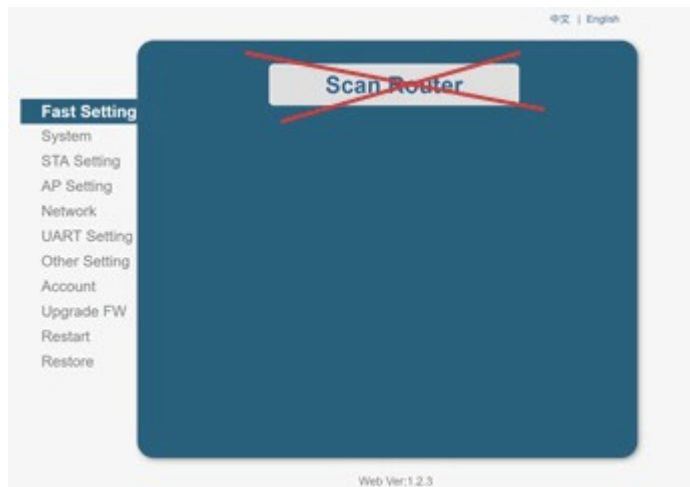 中文 | English
Scan Router
Fast Setting
System
STA Setting
AP Setting
Network
UART Setting
Other Setting
Account
Upgrade FW
Restart
Restore
Web Ver:1.2.3